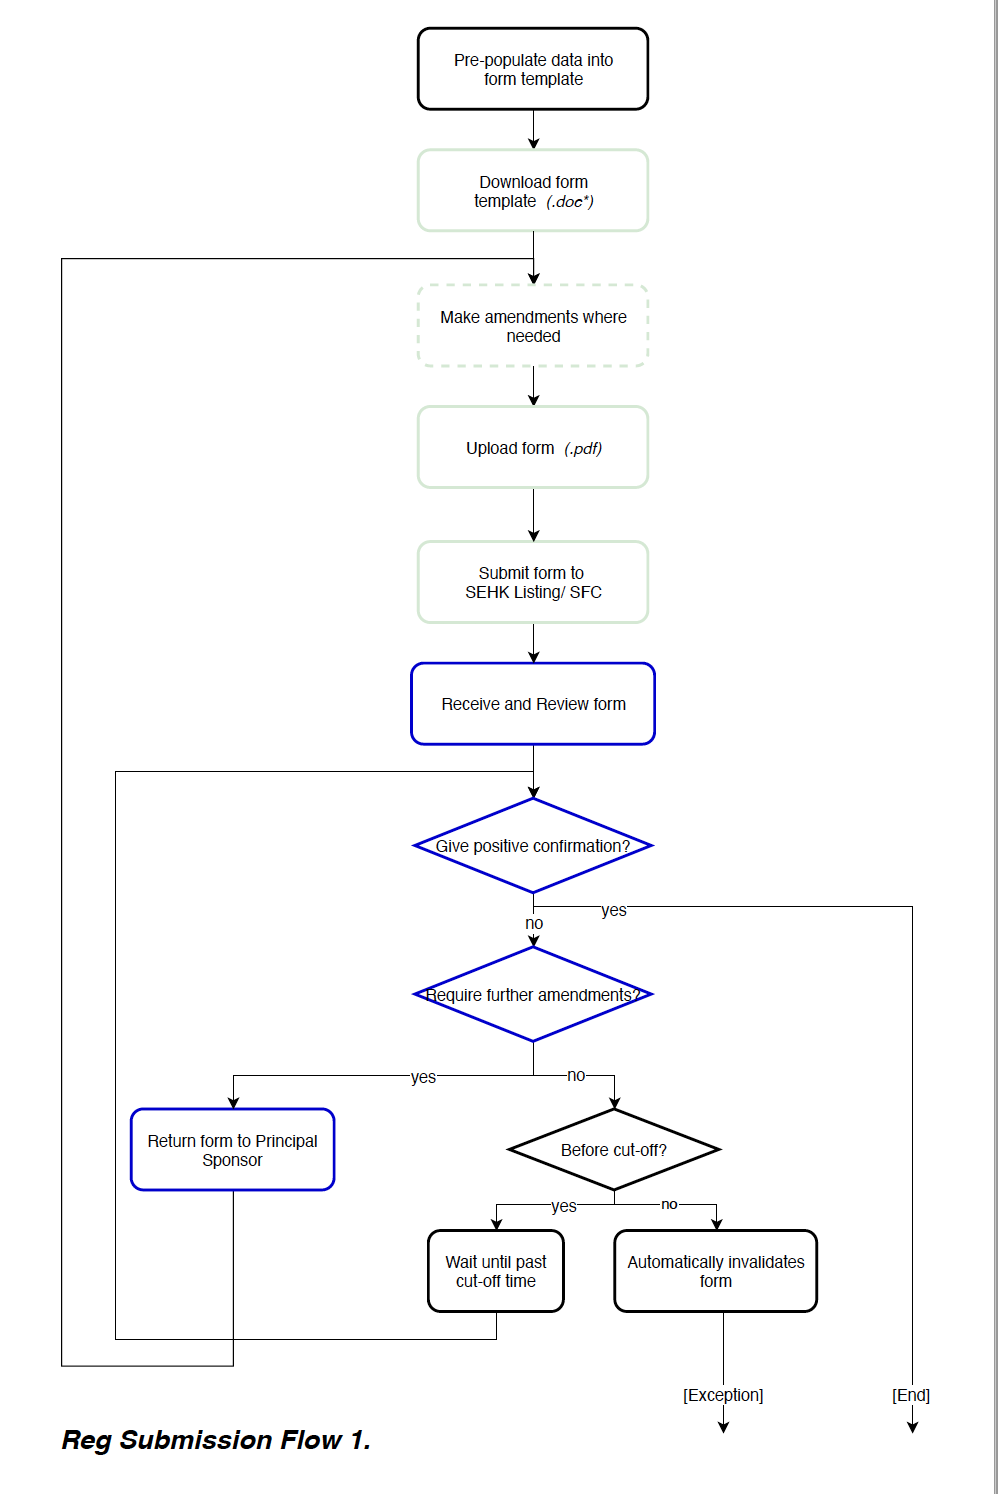 Pre-populate data into
form template
Download form
template (.doc*)
Make amendments where
needed
Upload form (.pdf)
Submit form to
SEHK Listing/ SFC
Receive and Review form
Give positive confirmation?
yes
no
Require further amendments?
yes
no
Return form to Principal
Sponsor
Before cut-off?
yes
no
Wait until past
cut-off time
Automatically invalidates
form
[Exception]
[End]
Reg Submission Flow 1.